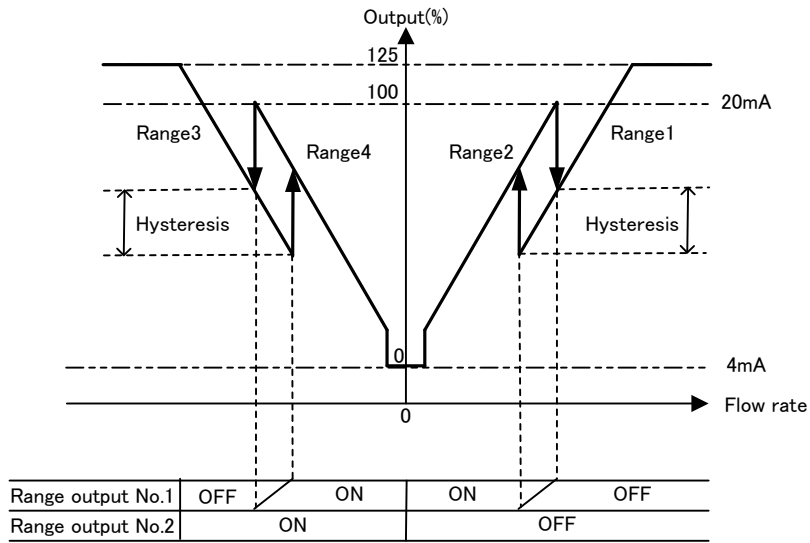 Output(%)
125
100
20mA
Range3
Range4
Range2
Range1
Hysteresis
Hysteresis
0
4mA
0
Flow rate
Range output No.1 OFF ON ON OFF
Range output No.2 ON OFF